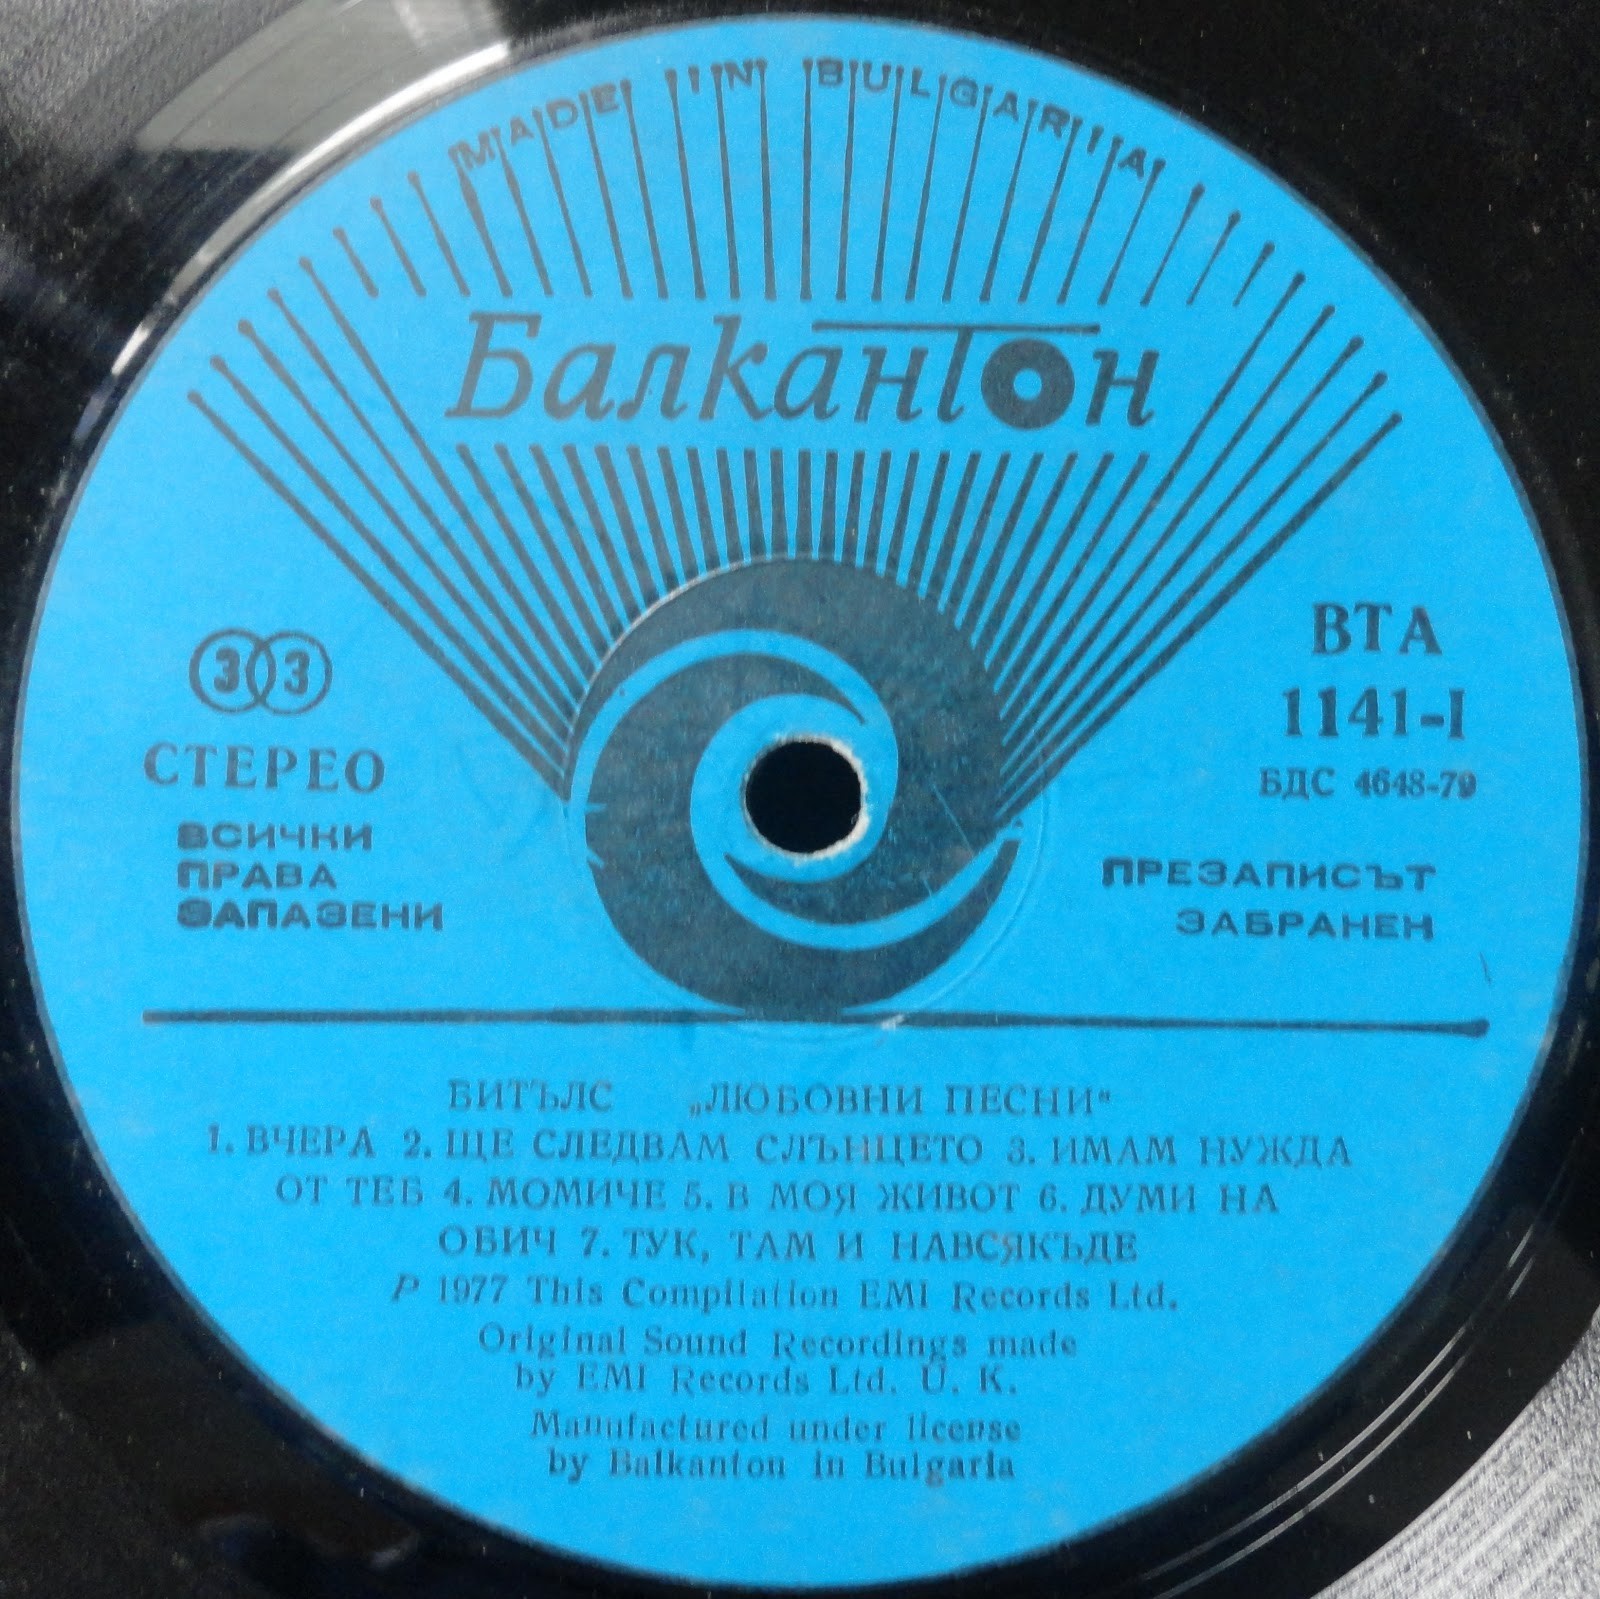 MADE IN BULGARIA
Балкантон
33
СТЕРЕО
ВСИЧКИ
ПРАВА
ЗАПАЗЕНИ
ВТА
1141-I
БДС 4648-79
ПРЕЗАПИСЪТ
ЗАБРАНЕН
БИТЪЛС „ЛЮБОВНИ ПЕСНИ“
1. ВЧЕРА 2. ЩЕ СЛЕДВАМ СЛЪНЦЕТО 3. ИМАМ НУЖДА
ОТ ТЕБ 4. МОМИЧЕ 5. В МОЯ ЖИВОТ 6. ДУМИ НА
ОБИЧ 7. ТУК, ТАМ И НАВСЯКЪДЕ
P 1977 This Compilation EMI Records Ltd.
Original Sound Recordings made
by EMI Records Ltd. U. K.
Manufactured under license
by Balkanton in Bulgaria